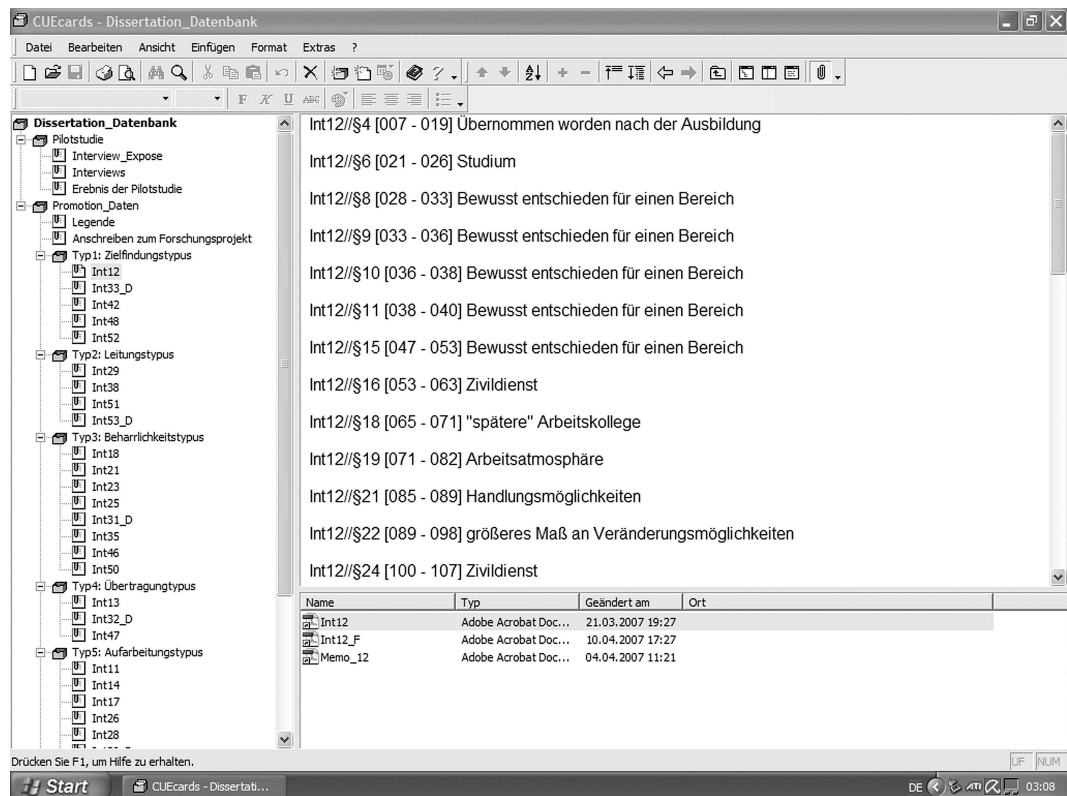 CUEcards - Dissertation_Datenbank
Datei Bearbeiten Ansicht Einfügen Format Extras ?
F K U ABC
Dissertation_Datenbank
Pilotstudie
Interview_Expose
Interviews
Erebnis der Pilotstudie
Promotion_Daten
Legende
Anschreiben zum Forschungsprojekt
Typ1: Zielfindungstypus
Int12
Int33_D
Int42
Int48
Int52
Typ2: Leitungstypus
Int29
Int38
Int51
Int53_D
Typ3: Beharrlichkeitstypus
Int18
Int21
Int23
Int25
Int31_D
Int35
Int46
Int50
Typ4: Übertragungtypus
Int13
Int32_D
Int47
Typ5: Aufarbeitungstypus
Int11
Int14
Int17
Int26
Int28
Int12//§4 [007 - 019] Übernommen worden nach der Ausbildung
Int12//§6 [021 - 026] Studium
Int12//§8 [028 - 033] Bewusst entschieden für einen Bereich
Int12//§9 [033 - 036] Bewusst entschieden für einen Bereich
Int12//§10 [036 - 038] Bewusst entschieden für einen Bereich
Int12//§11 [038 - 040] Bewusst entschieden für einen Bereich
Int12//§15 [047 - 053] Bewusst entschieden für einen Bereich
Int12//§16 [053 - 063] Zivildienst
Int12//§18 [065 - 071] "spätere" Arbeitskollege
Int12//§19 [071 - 082] Arbeitsatmosphäre
Int12//§21 [085 - 089] Handlungsmöglichkeiten
Int12//§22 [089 - 098] größeres Maß an Veränderungsmöglichkeiten
Int12//§24 [100 - 107] Zivildienst
Name Typ Geändert am Ort
Int12 Adobe Acrobat Doc... 21.03.2007 19:27
Int12_F Adobe Acrobat Doc... 10.04.2007 17:27
Memo_12 Adobe Acrobat Doc... 04.04.2007 11:21
Drücken Sie F1, um Hilfe zu erhalten. UF NUM
Start CUEcards - Dissertati... DE ATI 03:08